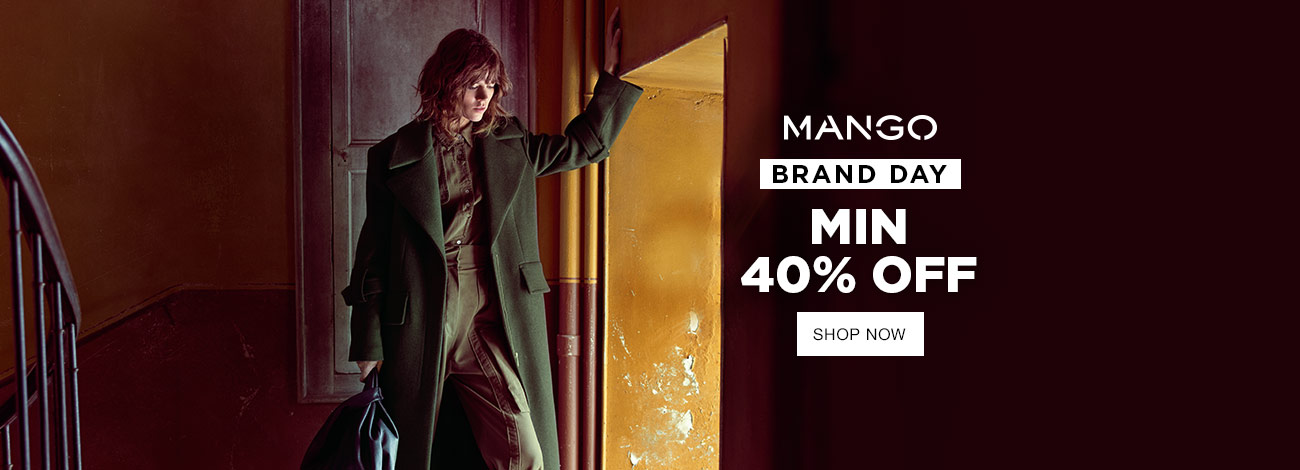 MANGO
BRAND DAY
MIN
40% OFF
SHOP NOW